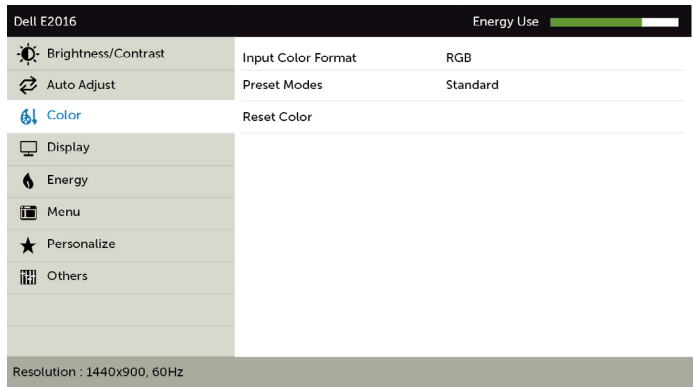 Dell E2016 Energy Use
Brightness/Contrast Input Color Format RGB
Auto Adjust Preset Modes Standard
Color Reset Color
Display
Energy
Menu
Personalize
Others
Resolution : 1440x900, 60Hz